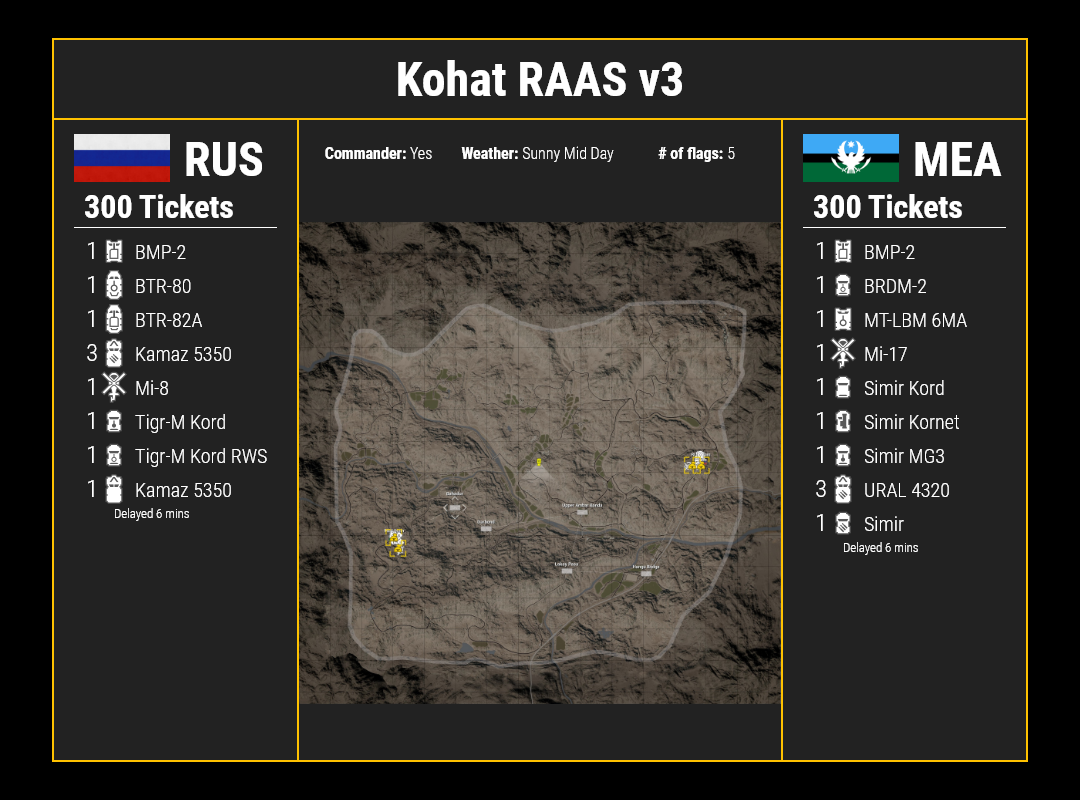 Kohat RAAS v3
RUS
300 Tickets
1 BMP-2
1 BTR-80
1 BTR-82A
3 Kamaz 5350
1 Mi-8
1 Tigr-M Kord
1 Tigr-M Kord RWS
1 Kamaz 5350
Delayed 6 mins
Commander: Yes Weather: Sunny Mid Day # of flags: 5
MEA
300 Tickets
1 BMP-2
1 BRDM-2
1 MT-LBM 6MA
1 Mi-17
1 Simir Kord
1 Simir Kornet
1 Simir MG3
3 URAL 4320
1 Simir
Delayed 6 mins